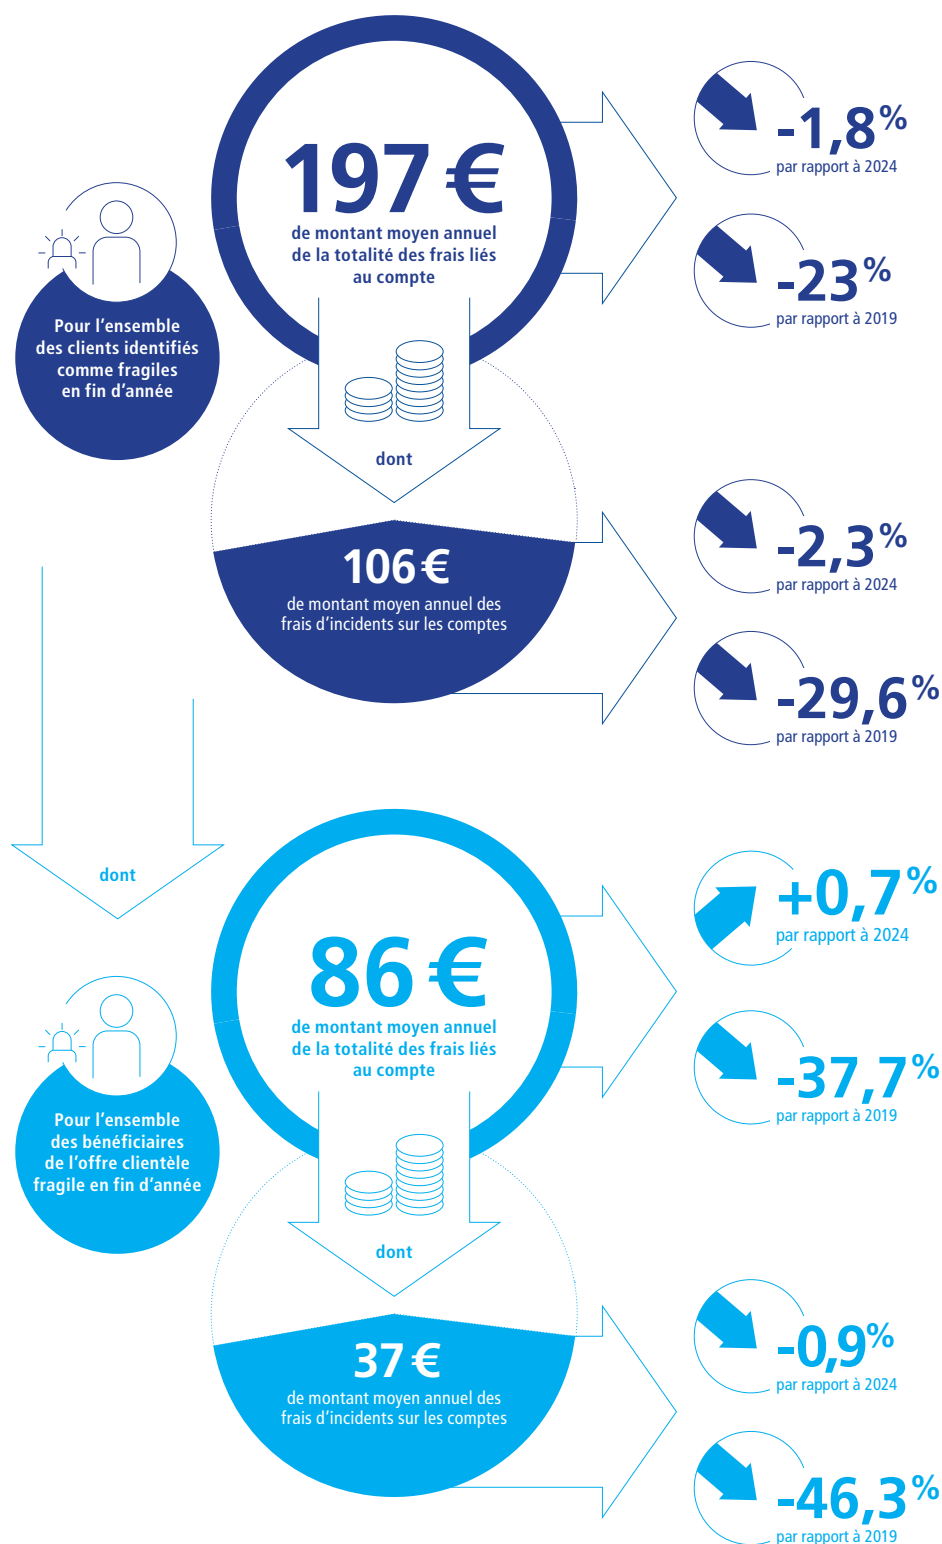 Pour l'ensemble
des clients identifiés
comme fragiles
en fin d'année
197 €
de montant moyen annuel
de la totalité des frais liés
au compte
-1,8%
par rapport à 2024
-23%
par rapport à 2019
dont
106 €
de montant moyen annuel des
frais d'incidents sur les comptes
-2,3%
par rapport à 2024
-29,6%
par rapport à 2019
dont
Pour l'ensemble
des bénéficiaires
de l'offre clientèle
fragile en fin d'année
86 €
de montant moyen annuel
de la totalité des frais liés
au compte
+0,7%
par rapport à 2024
-37,7%
par rapport à 2019
dont
37 €
de montant moyen annuel des
frais d'incidents sur les comptes
-0,9%
par rapport à 2024
-46,3%
par rapport à 2019